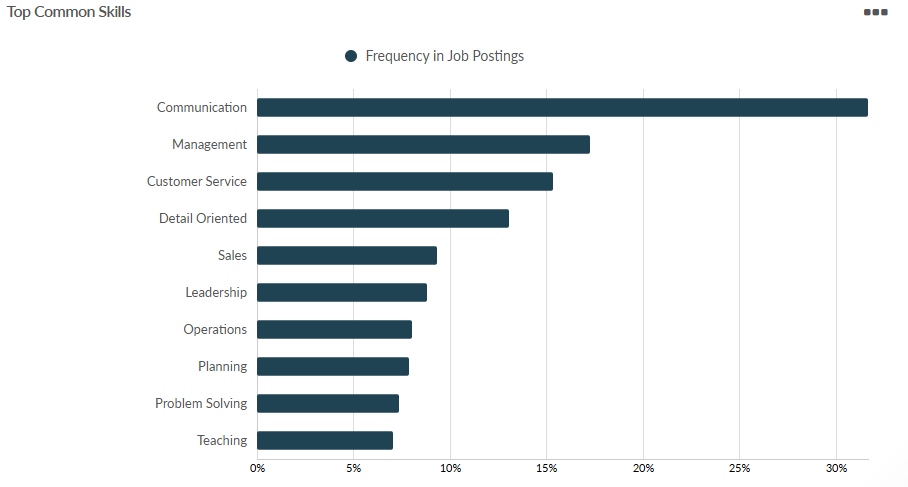 Top Common Skills
Frequency in Job Postings
Communication
Management
Customer Service
Detail Oriented
Sales
Leadership
Operations
Planning
Problem Solving
Teaching
0% 5% 10% 15% 20% 25% 30%